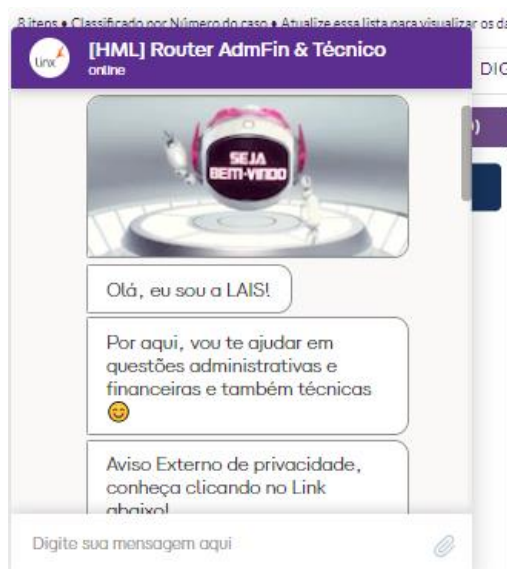 8 itens • Classificado por Número do caso • Atualize essa lista para visualizar os da
linx
[HML] Router AdmFin & Técnico
online
DIG
SEJA
BEM-VINDO
)
Olá, eu sou a LAIS!
Por aqui, vou te ajudar em
questões administrativas e
financeiras e também técnicas
😊
Aviso Externo de privacidade,
conheça clicando no Link
abaixo!
Digite sua mensagem aqui